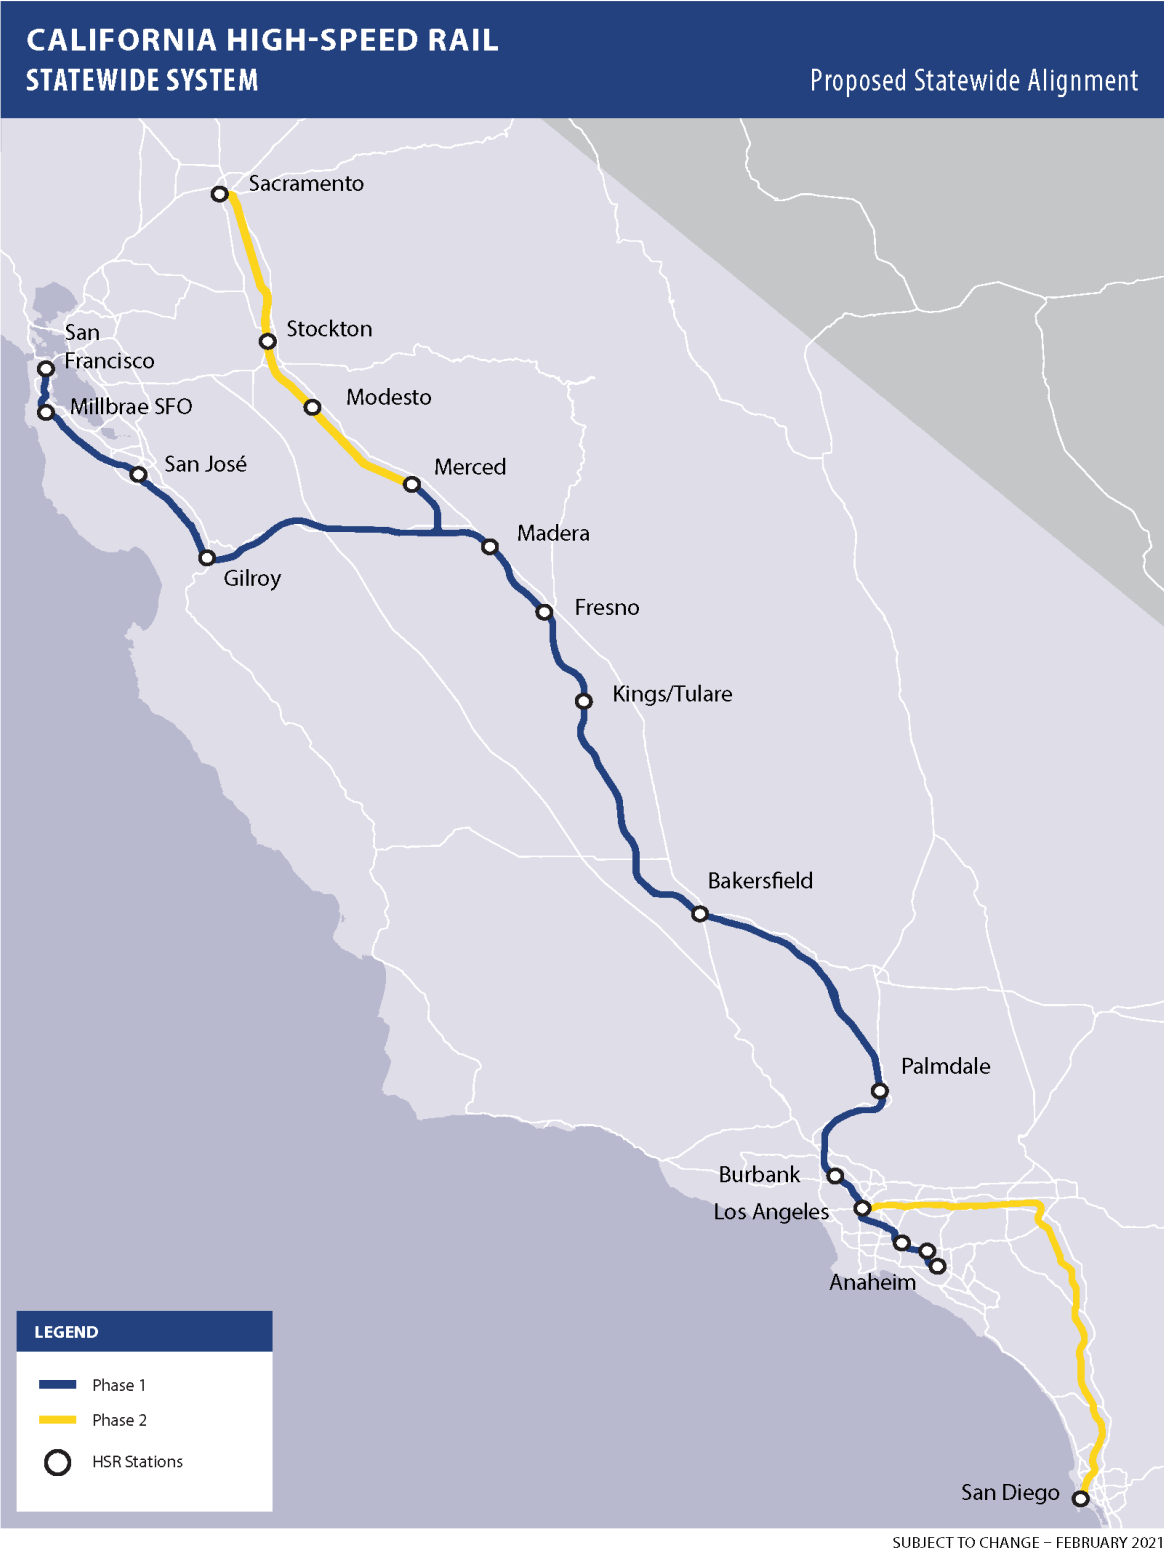 CALIFORNIA HIGH-SPEED RAIL
STATEWIDE SYSTEM
Proposed Statewide Alignment
Sacramento
Stockton
San
Francisco
Modesto
Millbrae SFO
San José
Merced
Madera
Gilroy
Fresno
Kings/Tulare
Bakersfield
Palmdale
Burbank
Los Angeles
Anaheim
LEGEND
Phase 1
Phase 2
HSR Stations
San Diego
SUBJECT TO CHANGE – FEBRUARY 2021